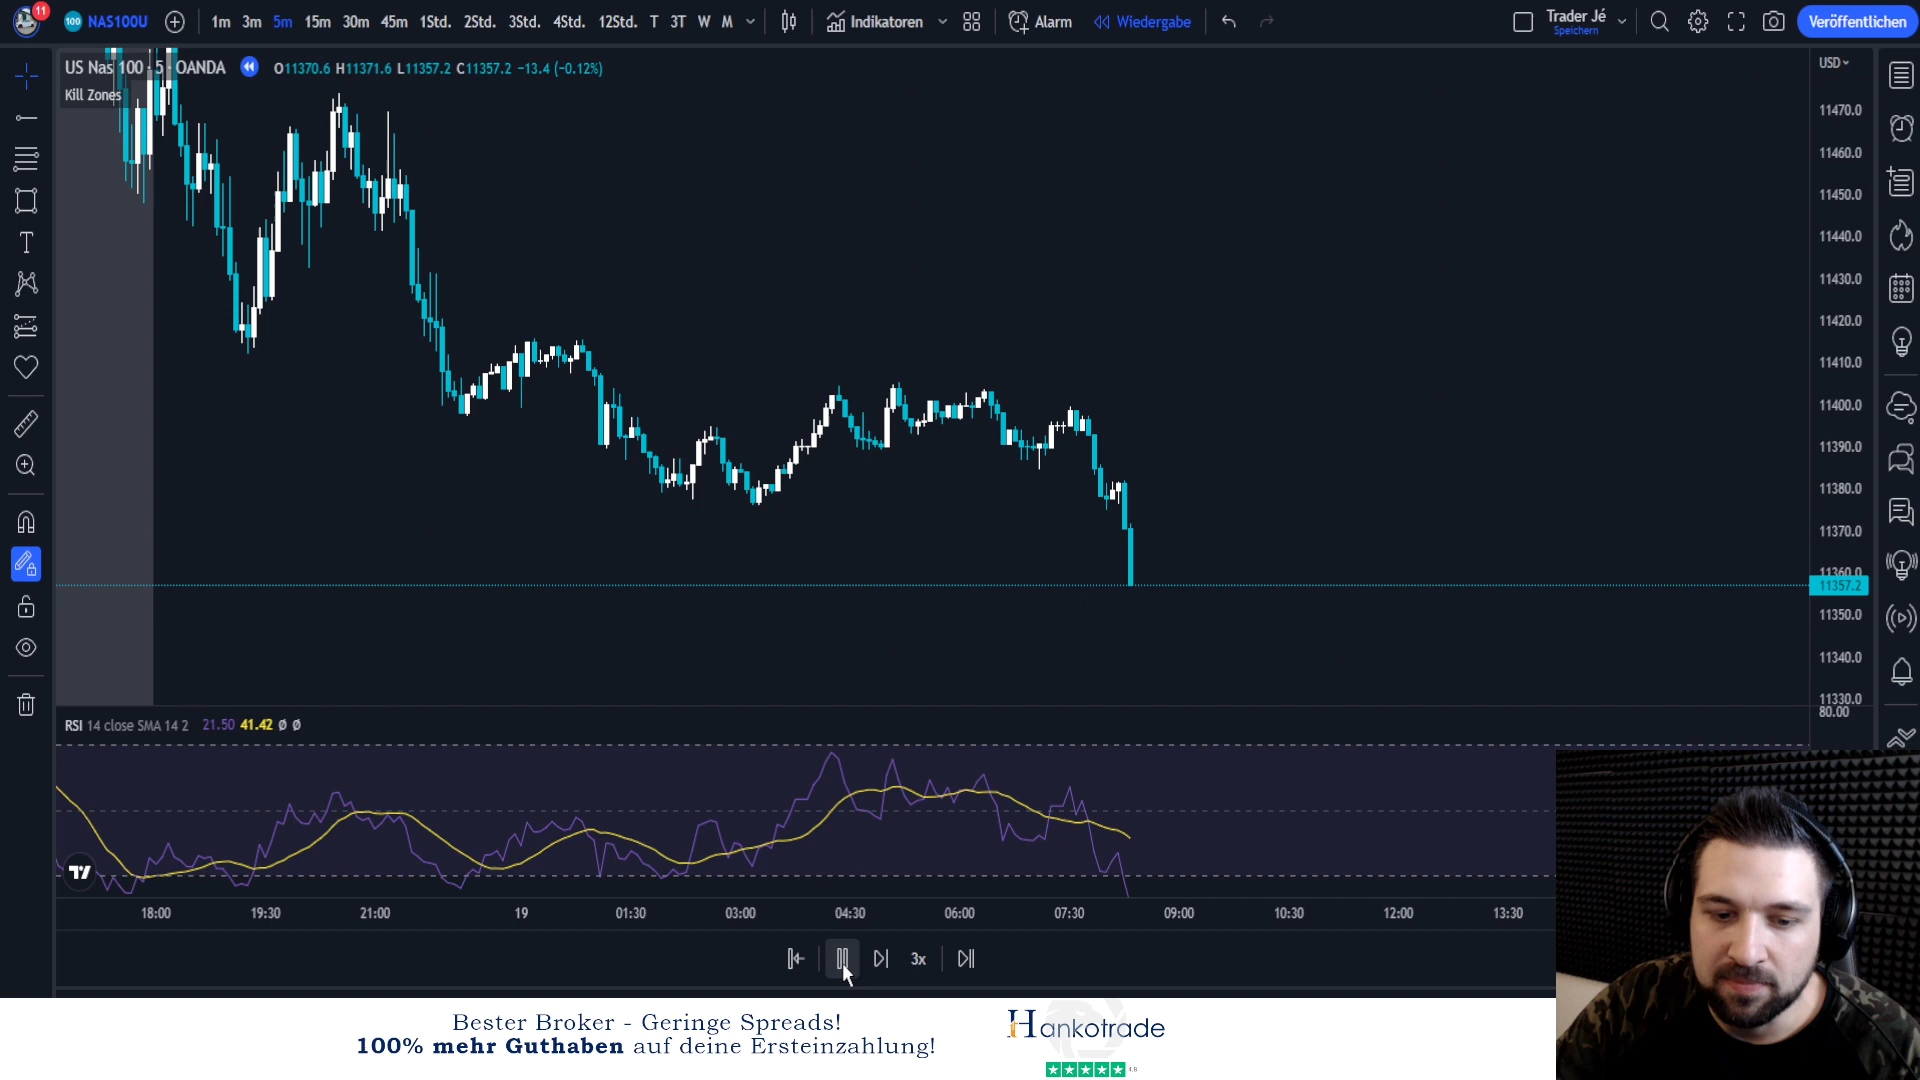 11
100 NAS100U
1m 3m 5m 15m 30m 45m 1Std. 2Std. 3Std. 4Std. 12Std. T 3T W M
Indikatoren
Alarm
Wiedergabe
Trader Jé
Speichern
Veröffentlichen
US Nas 100 · 5 · OANDA
O11370.6 H11371.6 L11357.2 C11357.2 −13.4 (−0.12%)
Kill Zones
USD
11470.0
11460.0
11450.0
11440.0
11430.0
11420.0
11410.0
11400.0
11390.0
11380.0
11370.0
11360.0
11357.2
11350.0
11340.0
11330.0
80.00
RSI 14 close SMA 14 2 21.50 41.42 Ø Ø
18:00 19:30 21:00 19 01:30 03:00 04:30 06:00 07:30 09:00 10:30 12:00 13:30
3x
Bester Broker - Geringe Spreads!
100% mehr Guthaben auf deine Ersteinzahlung!
Hankotrade
4.8